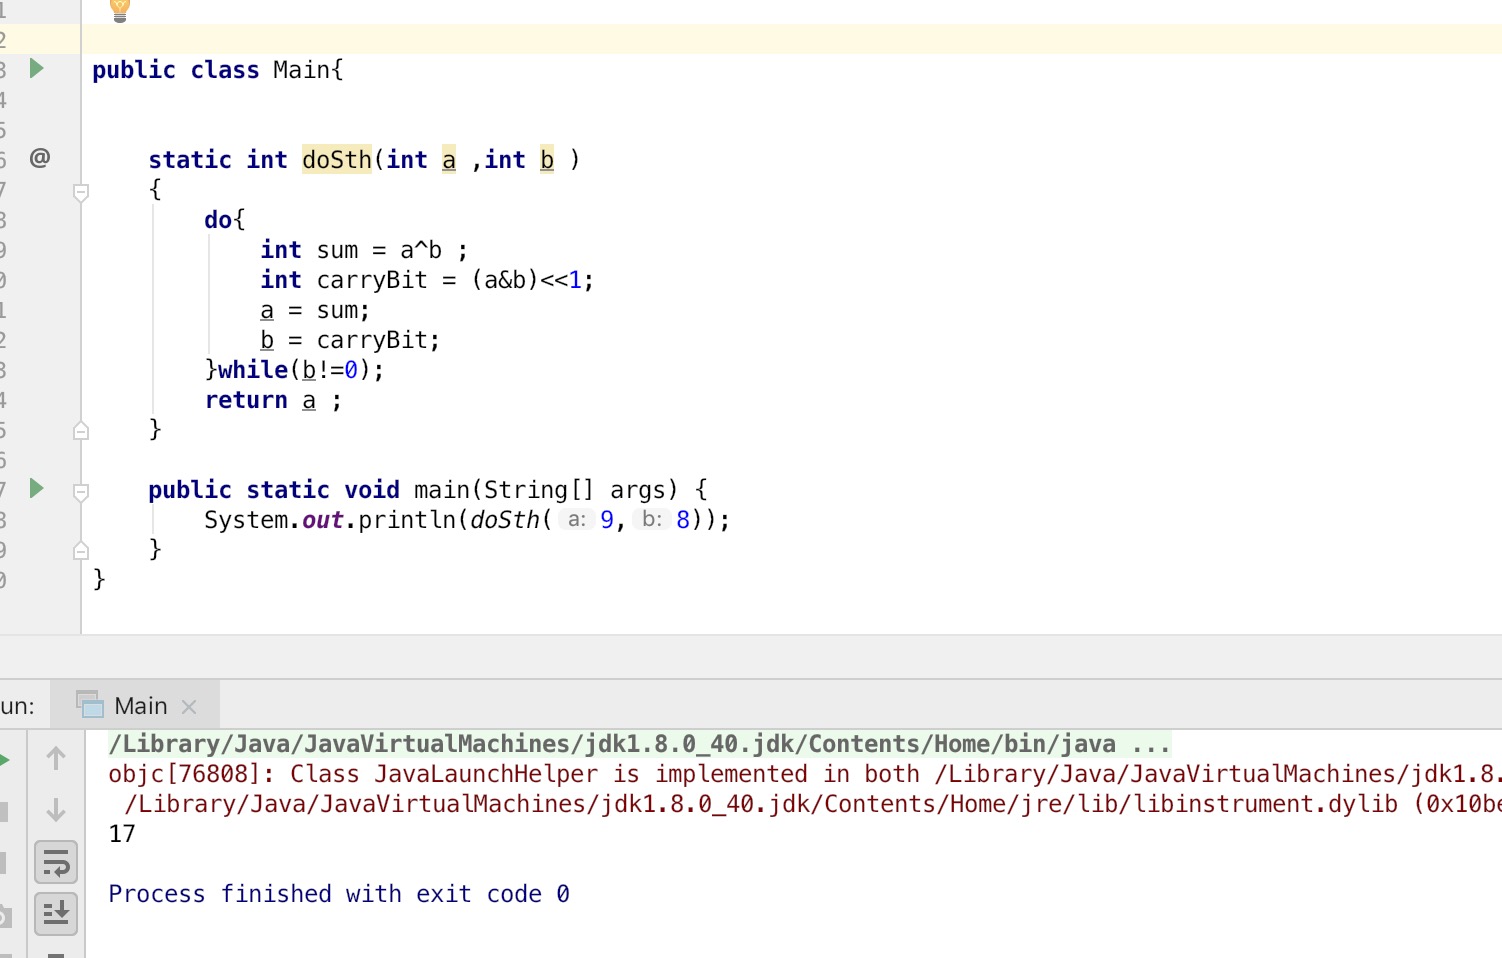 1
2
3 public class Main{
4
5
6 @ static int doSth(int a ,int b )
7 {
8 do{
9 int sum = a^b ;
0 int carryBit = (a&b)<<1;
1 a = sum;
2 b = carryBit;
3 }while(b!=0);
4 return a ;
5 }
6
7 public static void main(String[] args) {
8 System.out.println(doSth( a: 9, b: 8));
9 }
0 }
un: Main
/Library/Java/JavaVirtualMachines/jdk1.8.0_40.jdk/Contents/Home/bin/java ...
objc[76808]: Class JavaLaunchHelper is implemented in both /Library/Java/JavaVirtualMachines/jdk1.8.
/Library/Java/JavaVirtualMachines/jdk1.8.0_40.jdk/Contents/Home/jre/lib/libinstrument.dylib (0x10be
17
Process finished with exit code 0